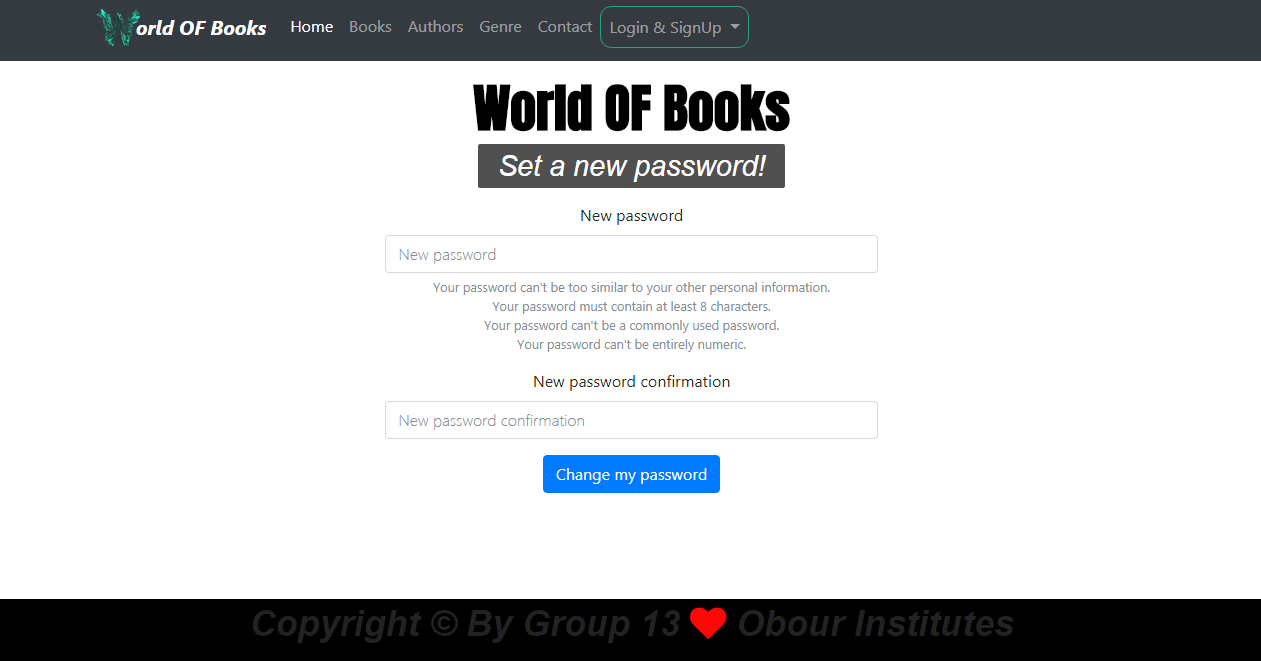 World OF Books Home Books Authors Genre Contact Login & SignUp
World OF Books
Set a new password!
New password
New password
Your password can't be too similar to your other personal information.
Your password must contain at least 8 characters.
Your password can't be a commonly used password.
Your password can't be entirely numeric.
New password confirmation
New password confirmation
Change my password
Copyright © By Group 13 ❤ Obour Institutes